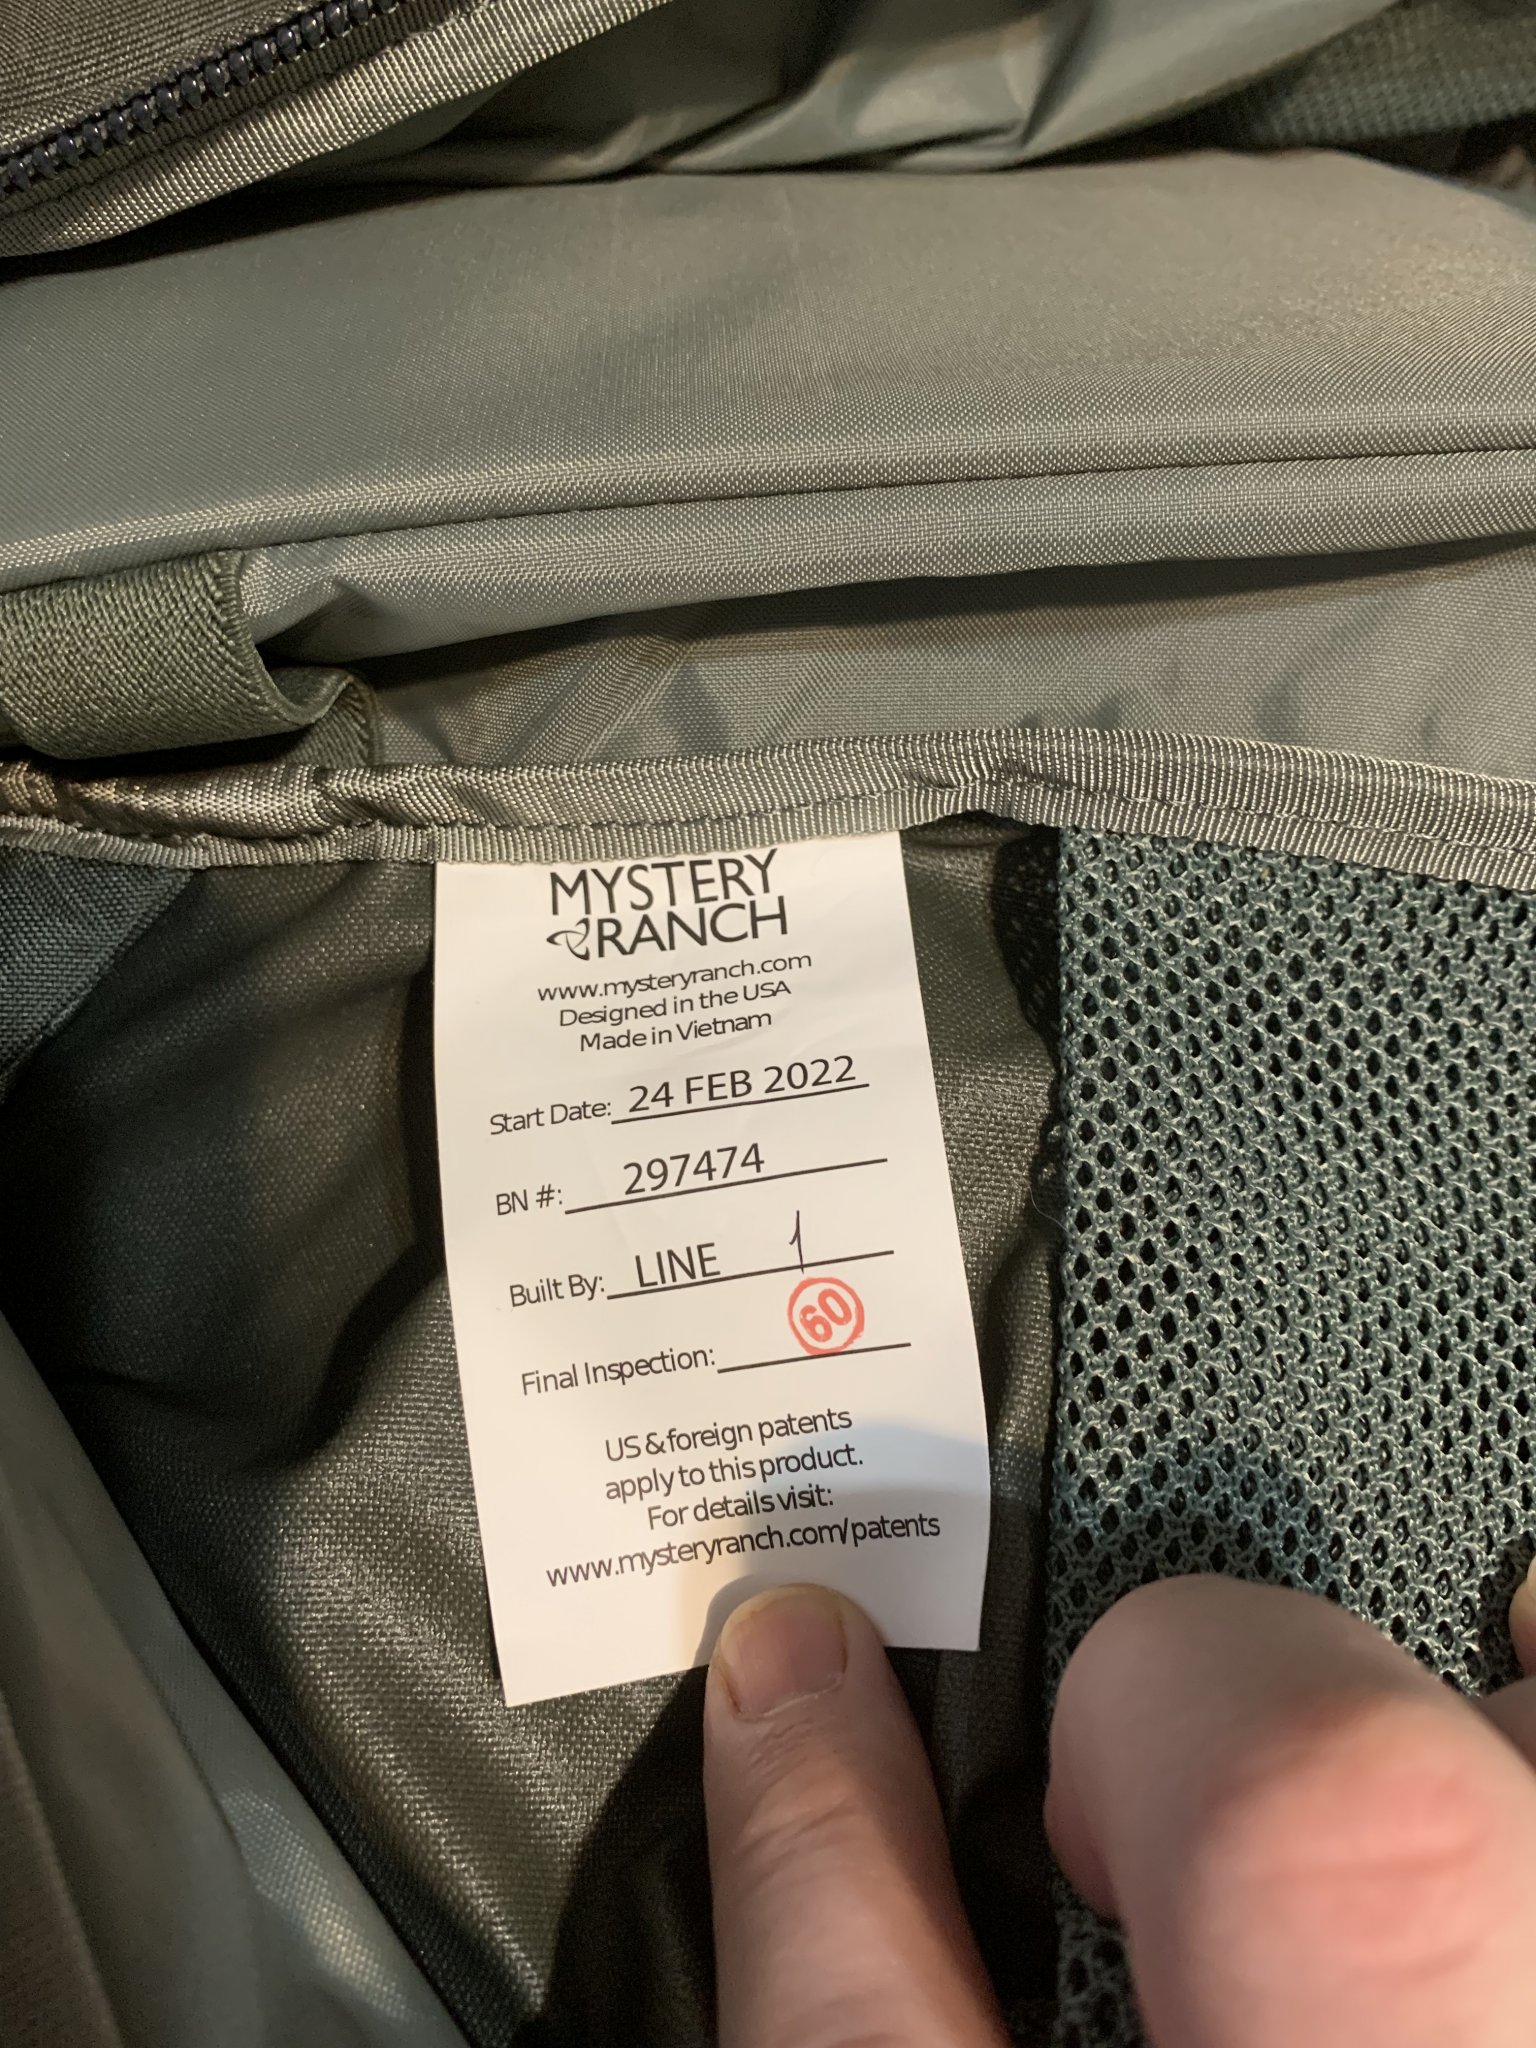 MYSTERY
RANCH
www.mysteryranch.com
Designed in the USA
Made in Vietnam
Start Date: 24 FEB 2022
BN #: 297474
Built By: LINE 1
60
Final Inspection:
US & foreign patents
apply to this product.
For details visit:
www.mysteryranch.com/patents